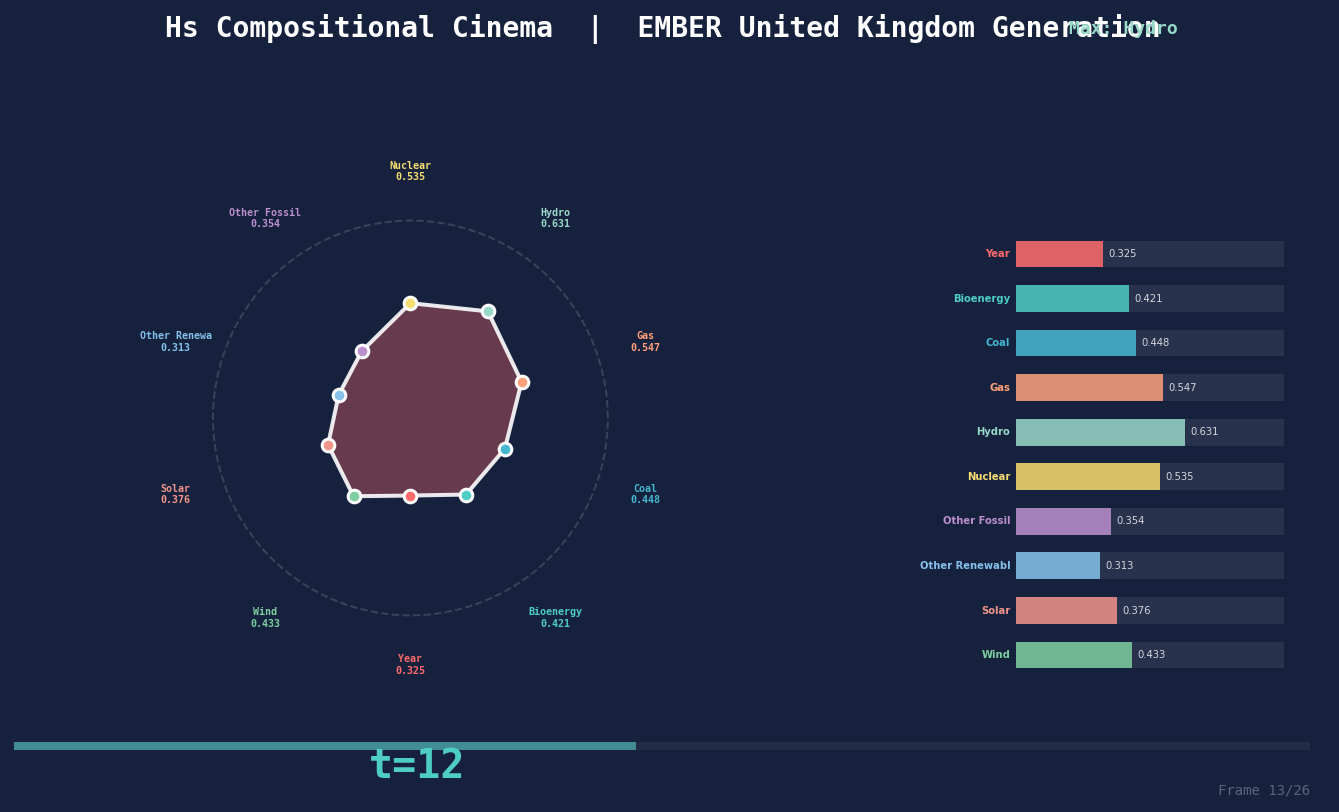 Hs Compositional Cinema | EMBER United Kingdom Generation
Max: Hydro
Nuclear
0.535
Other Fossil
0.354
Hydro
0.631
Other Renewa
0.313
Gas
0.547
Solar
0.376
Coal
0.448
Wind
0.433
Bioenergy
0.421
Year
0.325
Year 0.325
Bioenergy 0.421
Coal 0.448
Gas 0.547
Hydro 0.631
Nuclear 0.535
Other Fossil 0.354
Other Renewabl 0.313
Solar 0.376
Wind 0.433
t=12
Frame 13/26